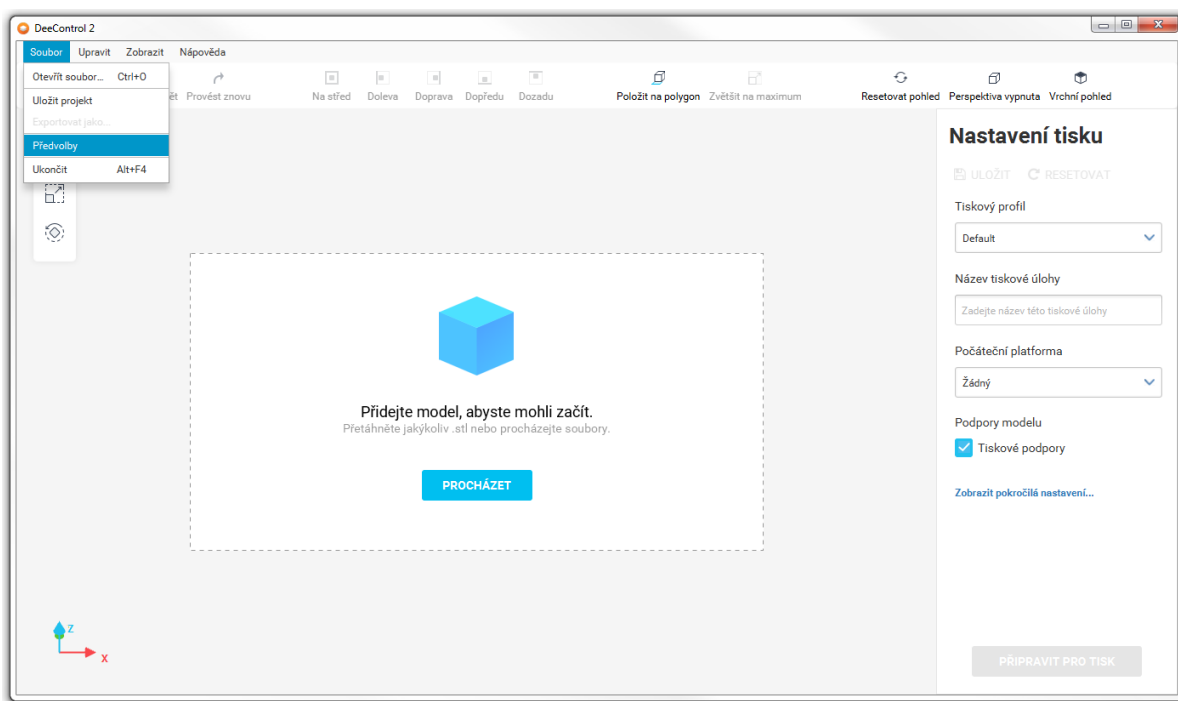 DeeControl 2
Soubor Upravit Zobrazit Nápověda
Otevřít soubor... Ctrl+O
Uložit projekt
Exportovat jako...
Předvolby
Ukončit Alt+F4
Provést znovu Na střed Doleva Doprava Dopředu Dozadu Položit na polygon Zvětšit na maximum Resetovat pohled Perspektiva vypnuta Vrchní pohled
Přidejte model, abyste mohli začít.
Přetáhněte jakýkoliv .stl nebo procházejte soubory.
PROCHÁZET
Z
X
Nastavení tisku
ULOŽIT RESETOVAT
Tiskový profil
Default
Název tiskové úlohy
Zadejte název této tiskové úlohy
Počáteční platforma
Žádný
Podpory modelu
Tiskové podpory
Zobrazit pokročilá nastavení...
PŘIPRAVIT PRO TISK